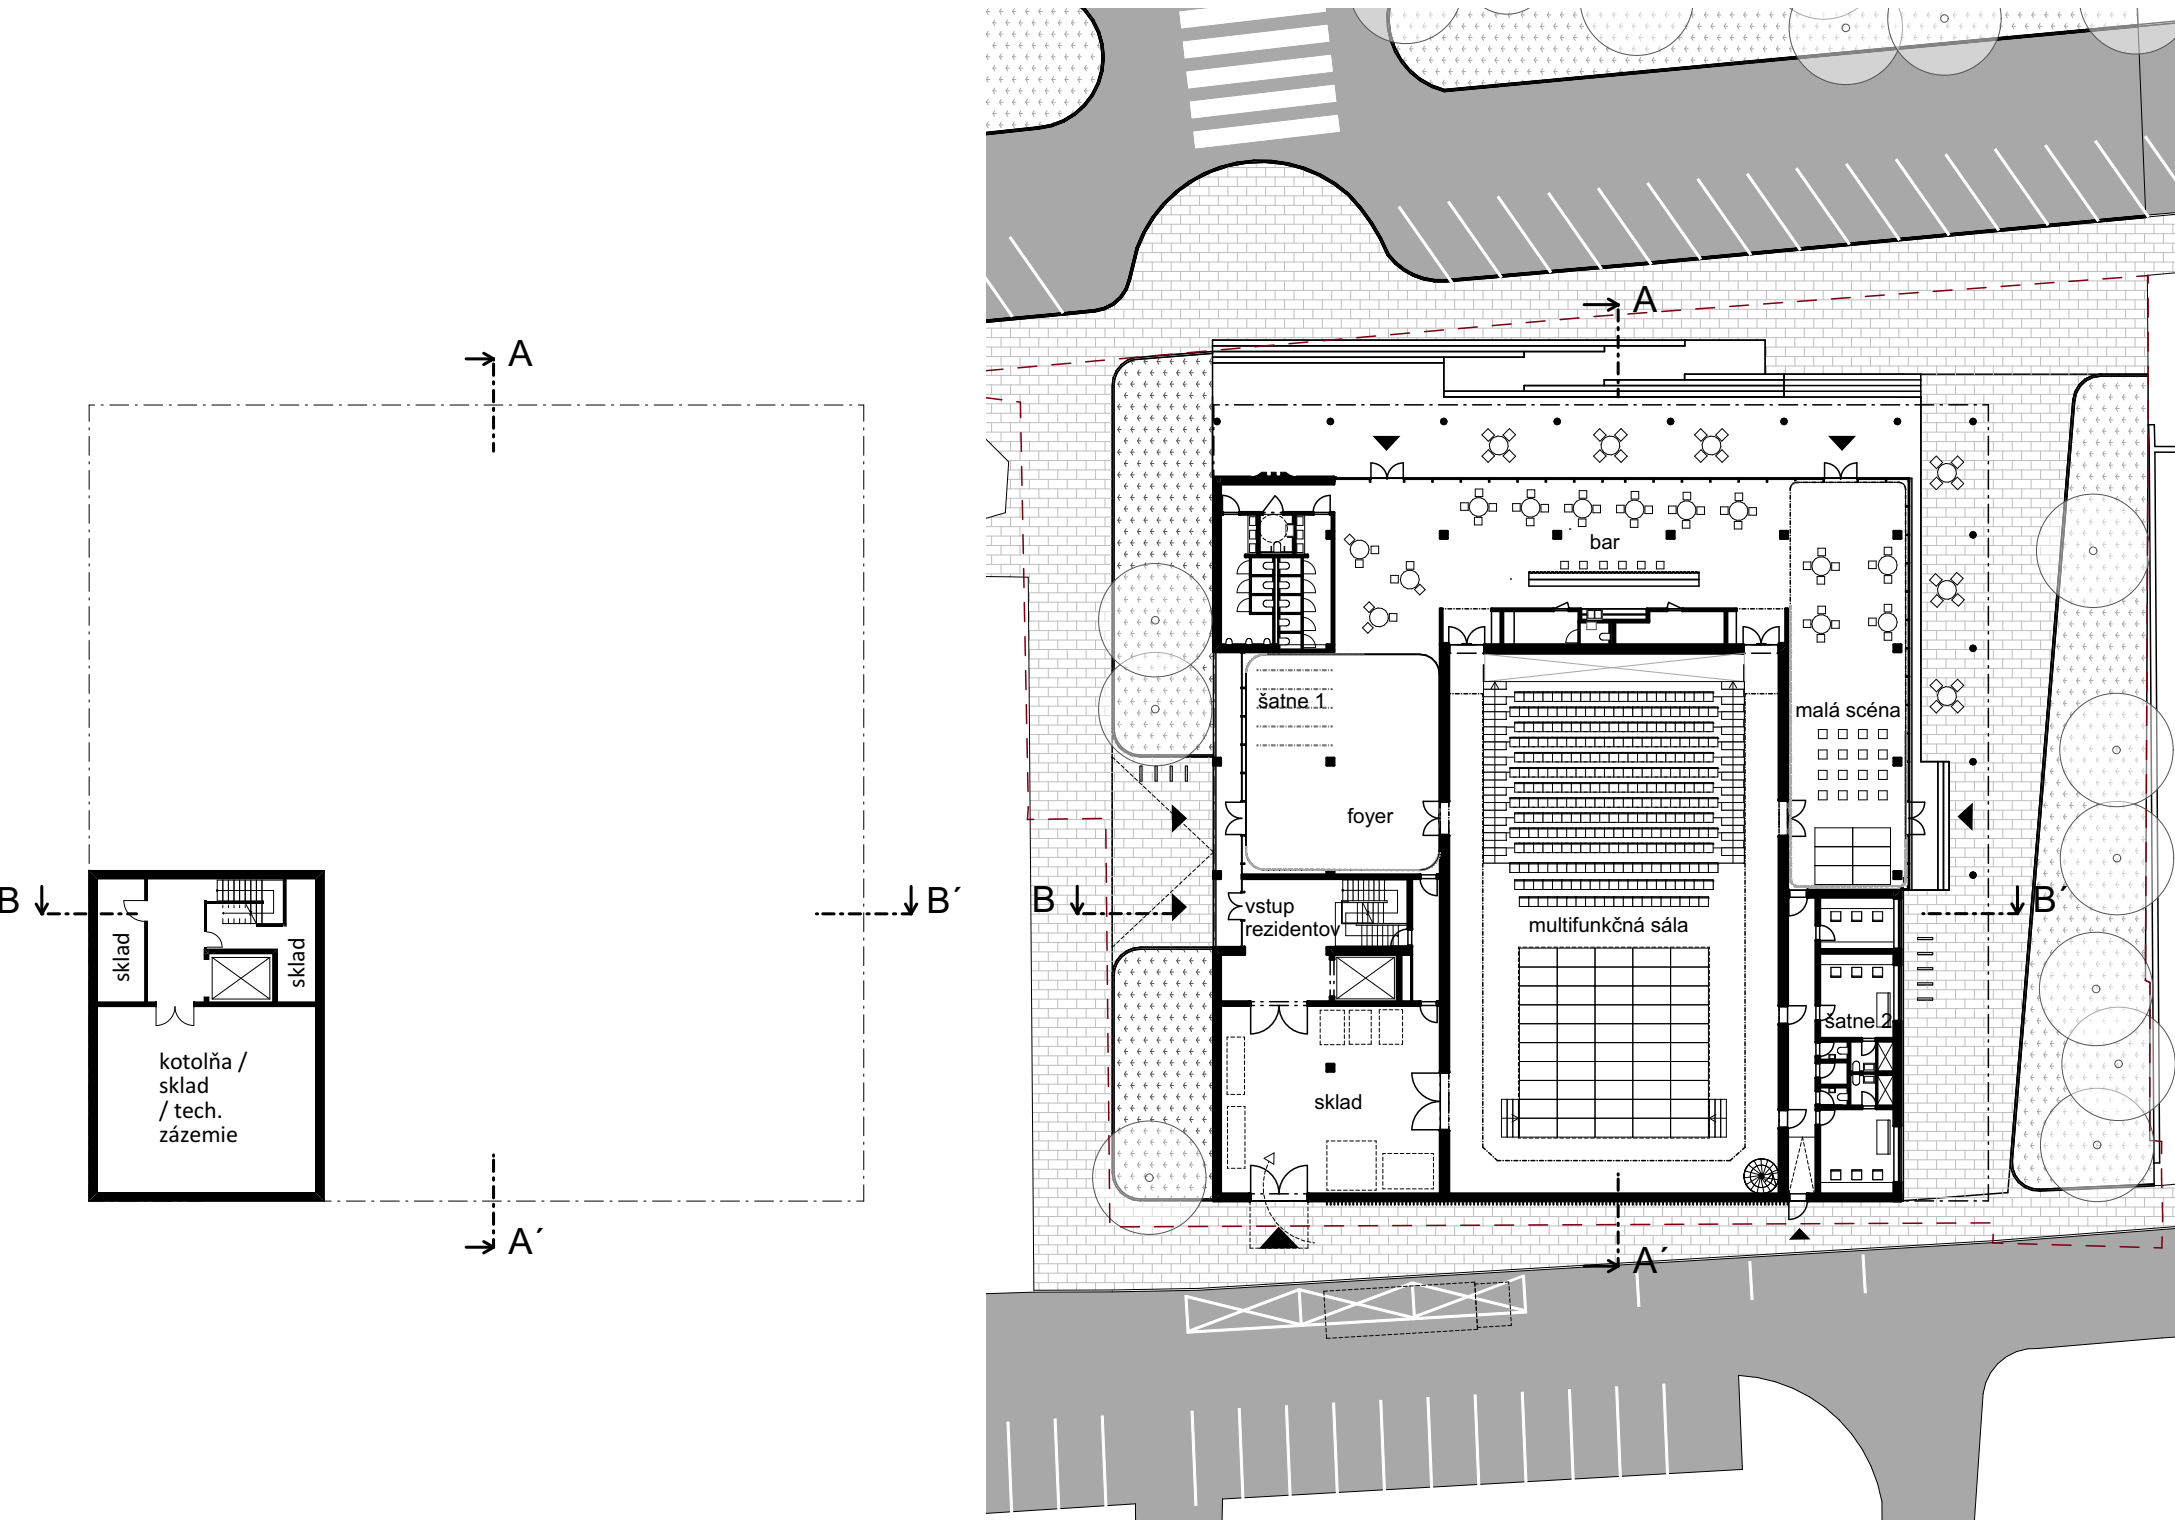 A
B
B´
sklad
sklad
kotolňa /
sklad
/ tech.
zázemie
A´
A
bar
šatne 1
malá scéna
foyer
B
B´
vstup
rezidentov
multifunkčná sála
šatne 2
sklad
A´